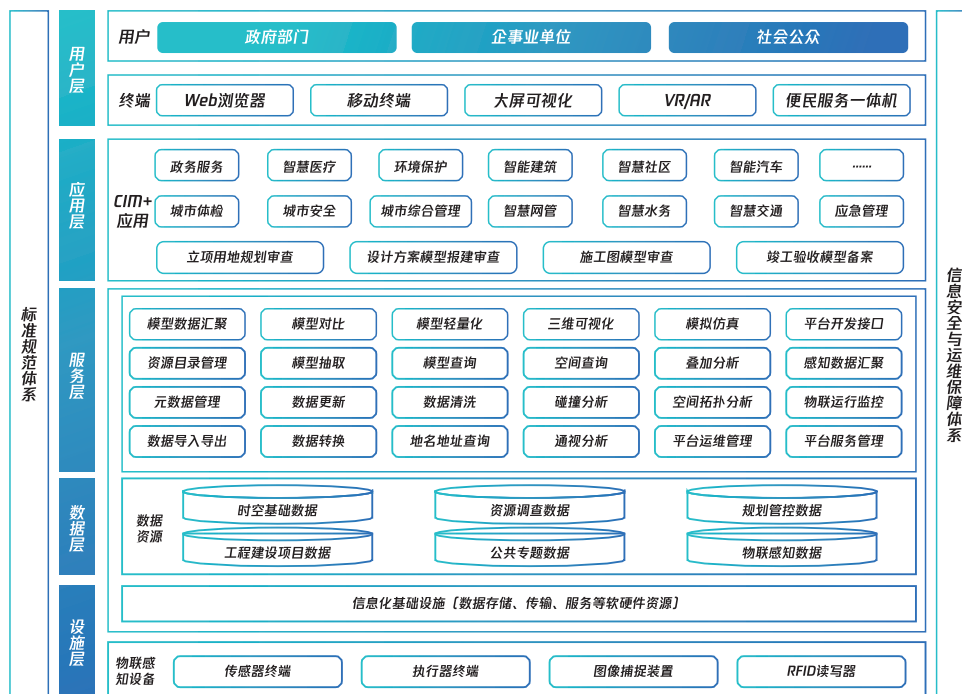 标准规范体系
用户层
用户 政府部门 企事业单位 社会公众
终端 Web浏览器 移动终端 大屏可视化 VR/AR 便民服务一体机
应用层
CIM+
应用
政务服务 智慧医疗 环境保护 智能建筑 智慧社区 智能汽车 ……
城市体检 城市安全 城市综合管理 智慧网管 智慧水务 智慧交通 应急管理
立项用地规划审查 设计方案模型报建审查 施工图模型审查 竣工验收模型备案
服务层
模型数据汇聚 模型对比 模型轻量化 三维可视化 模拟仿真 平台开发接口
资源目录管理 模型抽取 模型查询 空间查询 叠加分析 感知数据汇聚
元数据管理 数据更新 数据清洗 碰撞分析 空间拓扑分析 物联运行监控
数据导入导出 数据转换 地名地址查询 通视分析 平台运维管理 平台服务管理
数据层
数据
资源
时空基础数据 资源调查数据 规划管控数据
工程建设项目数据 公共专题数据 物联感知数据
设施层
信息化基础设施（数据存储、传输、服务等软硬件资源）
物联感
知设备
传感器终端 执行器终端 图像捕捉装置 RFID读写器
信息安全与运维保障体系